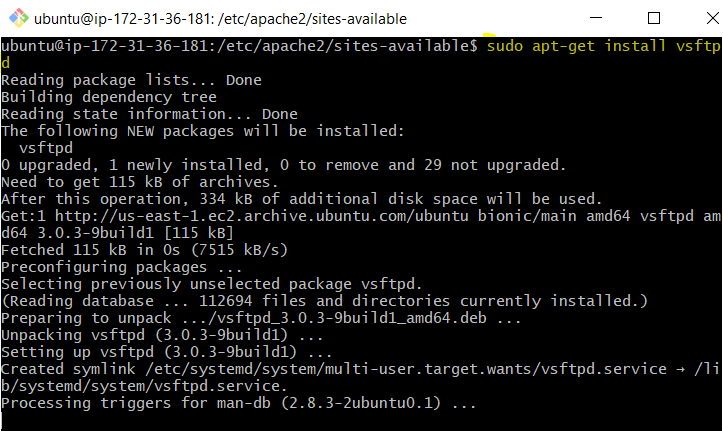 ubuntu@ip-172-31-36-181: /etc/apache2/sites-available
ubuntu@ip-172-31-36-181:/etc/apache2/sites-available$ sudo apt-get install vsftp
d
Reading package lists... Done
Building dependency tree
Reading state information... Done
The following NEW packages will be installed:
  vsftpd
0 upgraded, 1 newly installed, 0 to remove and 29 not upgraded.
Need to get 115 kB of archives.
After this operation, 334 kB of additional disk space will be used.
Get:1 http://us-east-1.ec2.archive.ubuntu.com/ubuntu bionic/main amd64 vsftpd am
d64 3.0.3-9build1 [115 kB]
Fetched 115 kB in 0s (7515 kB/s)
Preconfiguring packages ...
Selecting previously unselected package vsftpd.
(Reading database ... 112694 files and directories currently installed.)
Preparing to unpack .../vsftpd_3.0.3-9build1_amd64.deb ...
Unpacking vsftpd (3.0.3-9build1) ...
Setting up vsftpd (3.0.3-9build1) ...
Created symlink /etc/systemd/system/multi-user.target.wants/vsftpd.service → /li
b/systemd/system/vsftpd.service.
Processing triggers for man-db (2.8.3-2ubuntu0.1) ...